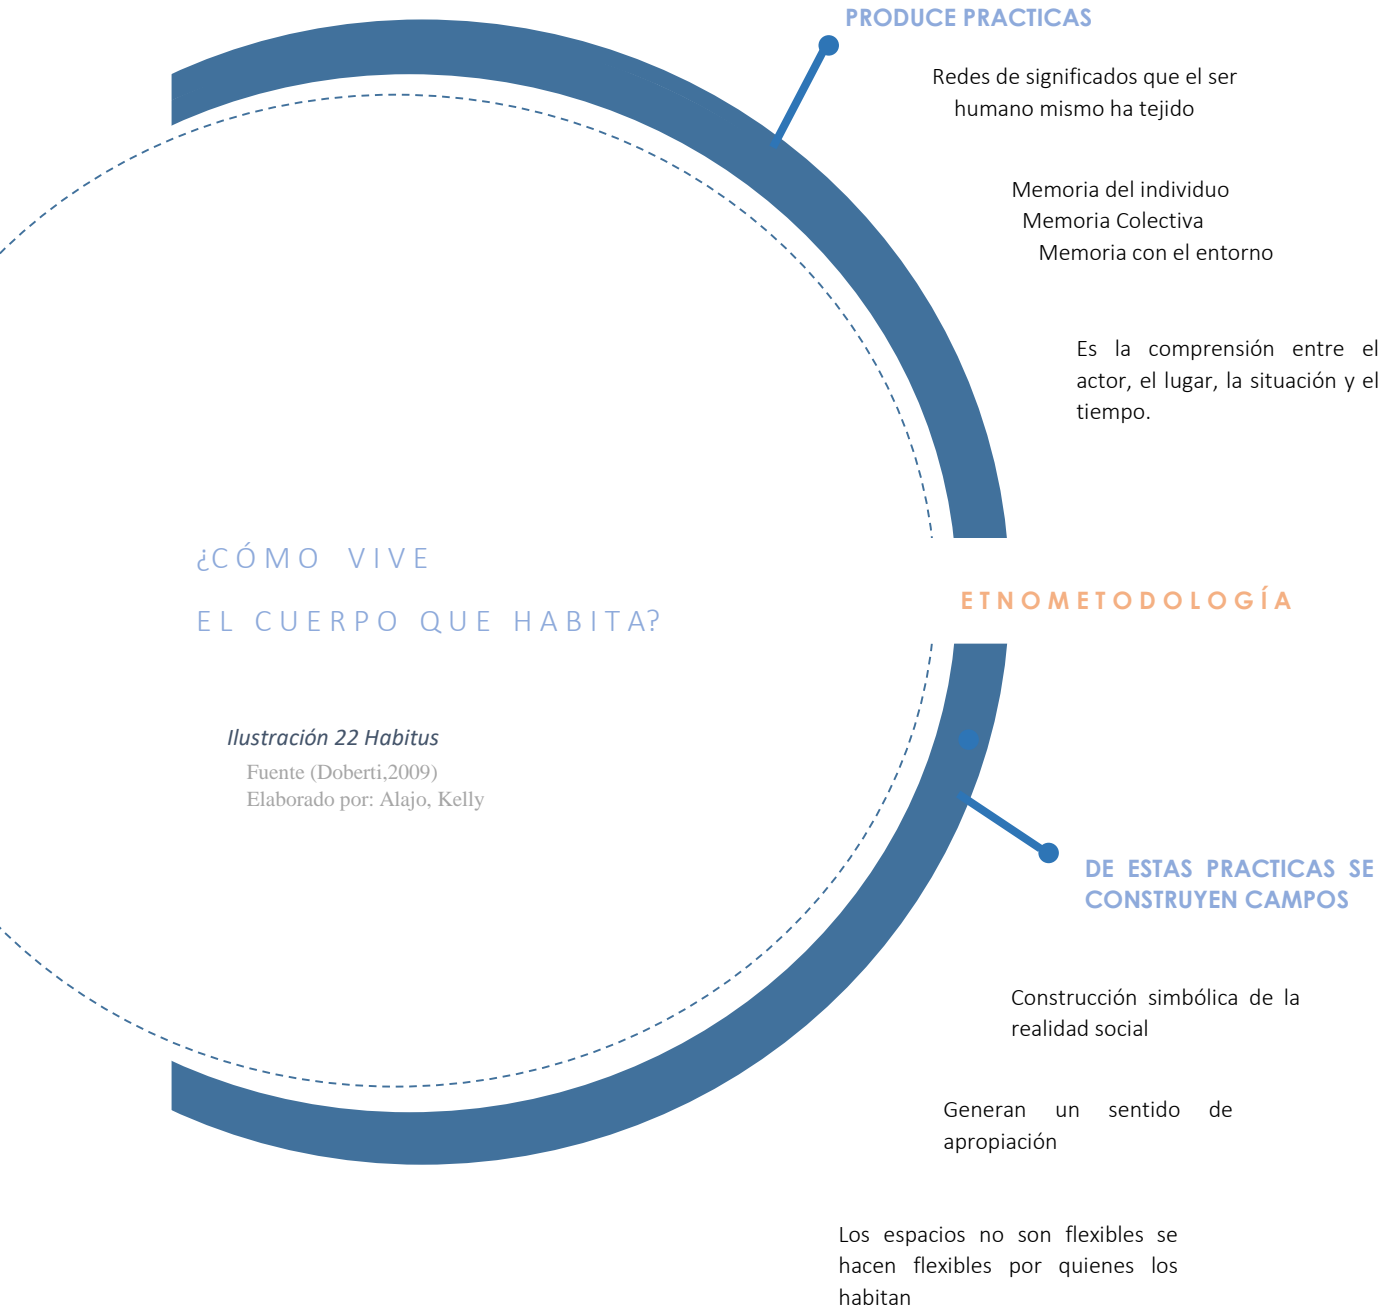 PRODUCE PRACTICAS
Redes de significados que el ser
humano mismo ha tejido
Memoria del individuo
Memoria Colectiva
Memoria con el entorno
Es la comprensión entre el
actor, el lugar, la situación y el
tiempo.
¿CÓMO VIVE
EL CUERPO QUE HABITA?
ETNOMETODOLOGÍA
Ilustración 22 Habitus
Fuente (Doberti,2009)
Elaborado por: Alajo, Kelly
DE ESTAS PRACTICAS SE
CONSTRUYEN CAMPOS
Construcción simbólica de la
realidad social
Generan un sentido de
apropiación
Los espacios no son flexibles se
hacen flexibles por quienes los
habitan